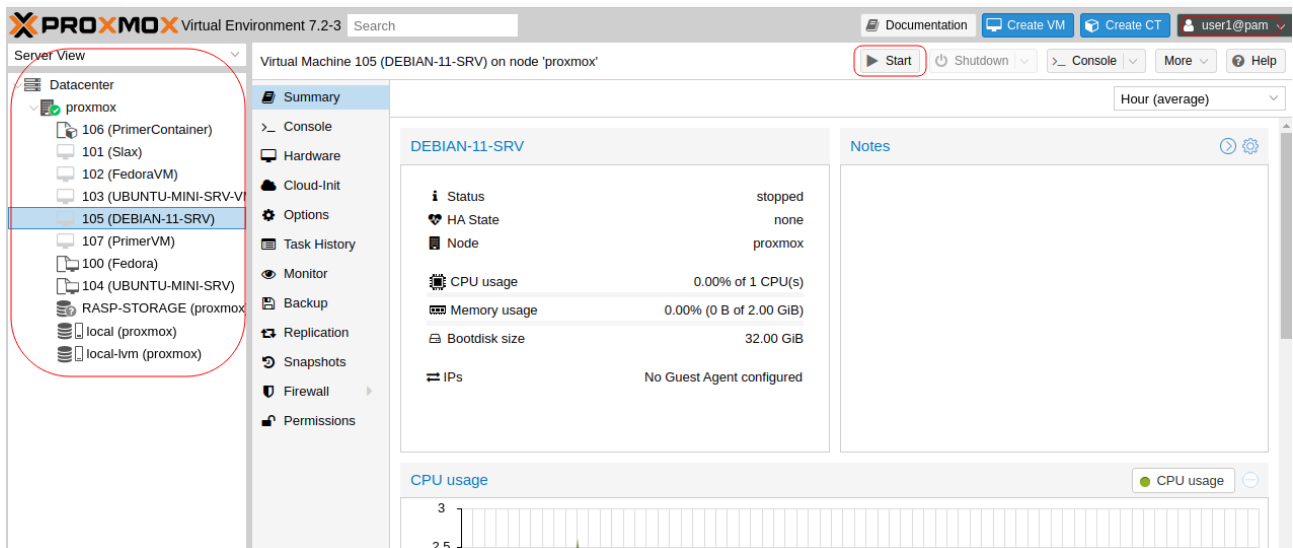 PROXMOX Virtual Environment 7.2-3 Search Documentation Create VM Create CT user1@pam
Server View
Virtual Machine 105 (DEBIAN-11-SRV) on node 'proxmox' Start Shutdown Console More Help
Datacenter
proxmox
106 (PrimerContainer)
101 (Slax)
102 (FedoraVM)
103 (UBUNTU-MINI-SRV-VM
105 (DEBIAN-11-SRV)
107 (PrimerVM)
100 (Fedora)
104 (UBUNTU-MINI-SRV)
RASP-STORAGE (proxmox
local (proxmox)
local-lvm (proxmox)
Summary
Console
Hardware
Cloud-Init
Options
Task History
Monitor
Backup
Replication
Snapshots
Firewall
Permissions
Hour (average)
DEBIAN-11-SRV
Status stopped
HA State none
Node proxmox
CPU usage 0.00% of 1 CPU(s)
Memory usage 0.00% (0 B of 2.00 GiB)
Bootdisk size 32.00 GiB
IPs No Guest Agent configured
Notes
CPU usage CPU usage
3
2.5